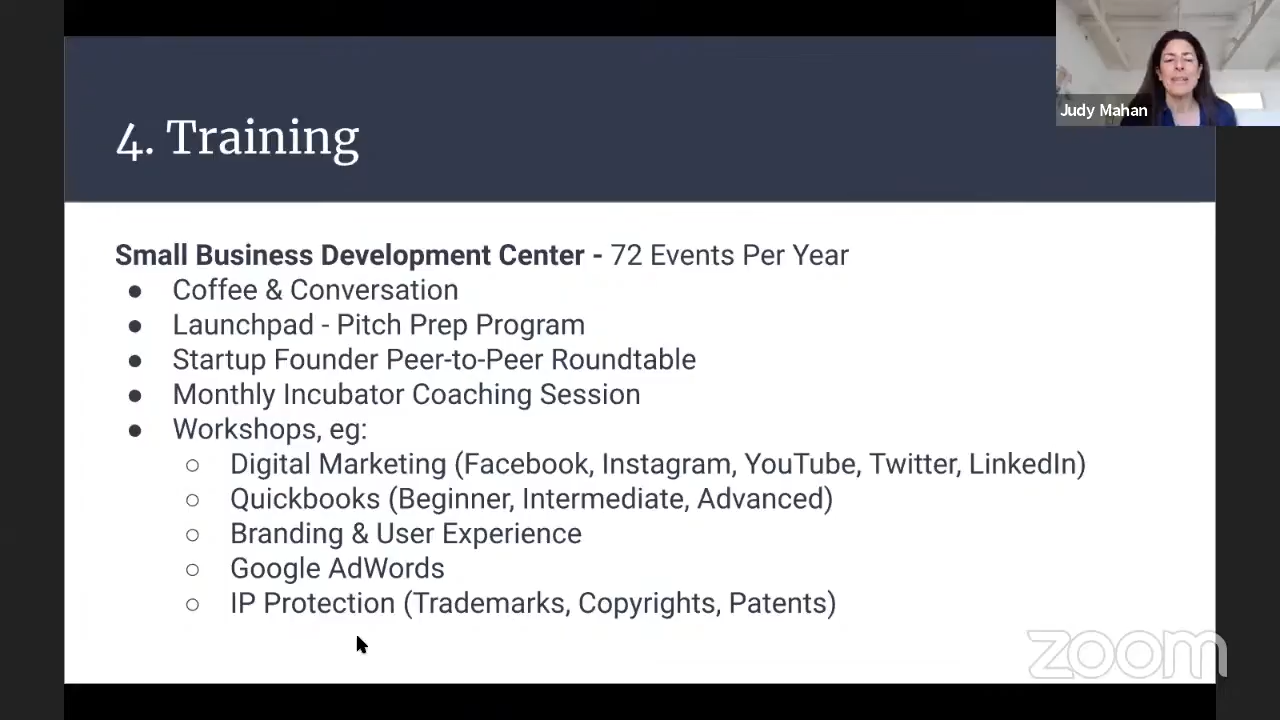 4. Training
Judy Mahan
Small Business Development Center - 72 Events Per Year
● Coffee & Conversation
● Launchpad - Pitch Prep Program
● Startup Founder Peer-to-Peer Roundtable
● Monthly Incubator Coaching Session
● Workshops, eg:
○ Digital Marketing (Facebook, Instagram, YouTube, Twitter, LinkedIn)
○ Quickbooks (Beginner, Intermediate, Advanced)
○ Branding & User Experience
○ Google AdWords
○ IP Protection (Trademarks, Copyrights, Patents)
zoom